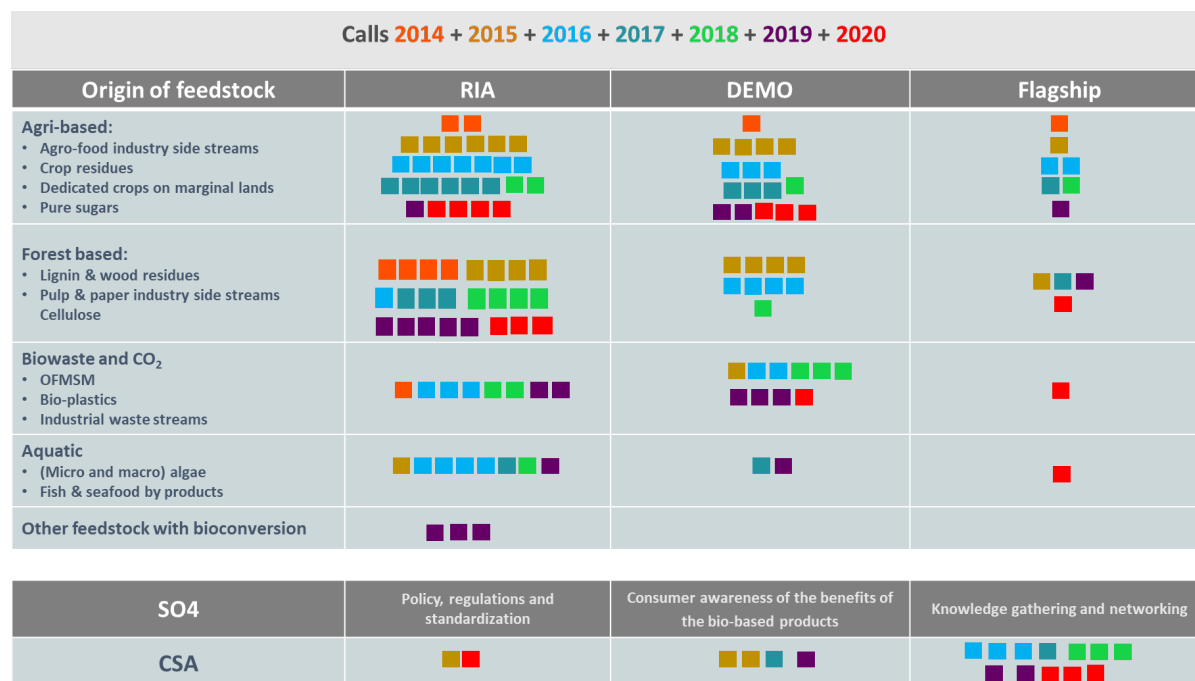 Calls 2014 + 2015 + 2016 + 2017 + 2018 + 2019 + 2020
Origin of feedstock
RIA
DEMO
Flagship
Agri-based:
• Agro-food industry side streams
• Crop residues
• Dedicated crops on marginal lands
• Pure sugars
Forest based:
• Lignin & wood residues
• Pulp & paper industry side streams
Cellulose
Biowaste and CO₂
• OFMSM
• Bio-plastics
• Industrial waste streams
Aquatic
• (Micro and macro) algae
• Fish & seafood by products
Other feedstock with bioconversion
SO4
Policy, regulations and
standardization
Consumer awareness of the benefits of
the bio-based products
Knowledge gathering and networking
CSA